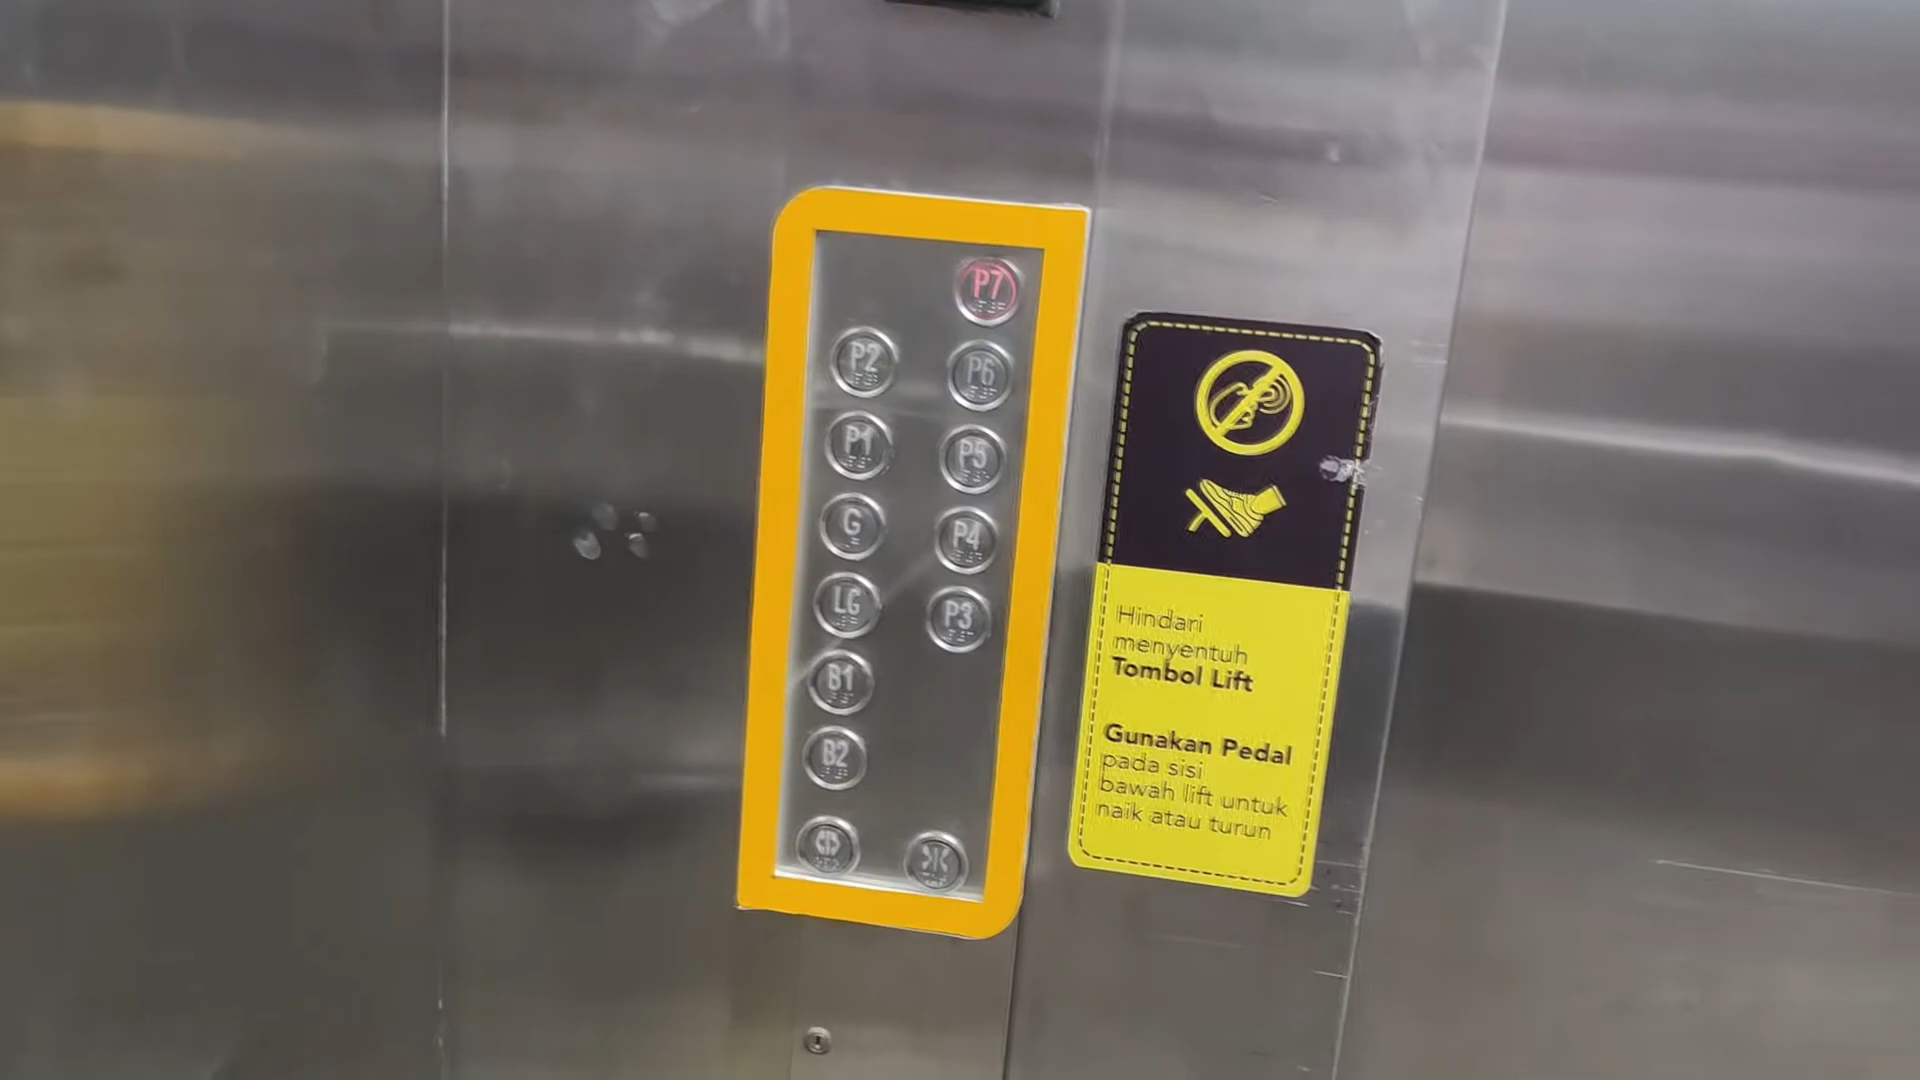 P7
P2 P6
P1 P5
G P4
LG P3
B1
B2
Hindari
menyentuh
Tombol Lift
Gunakan Pedal
pada sisi
bawah lift untuk
naik atau turun